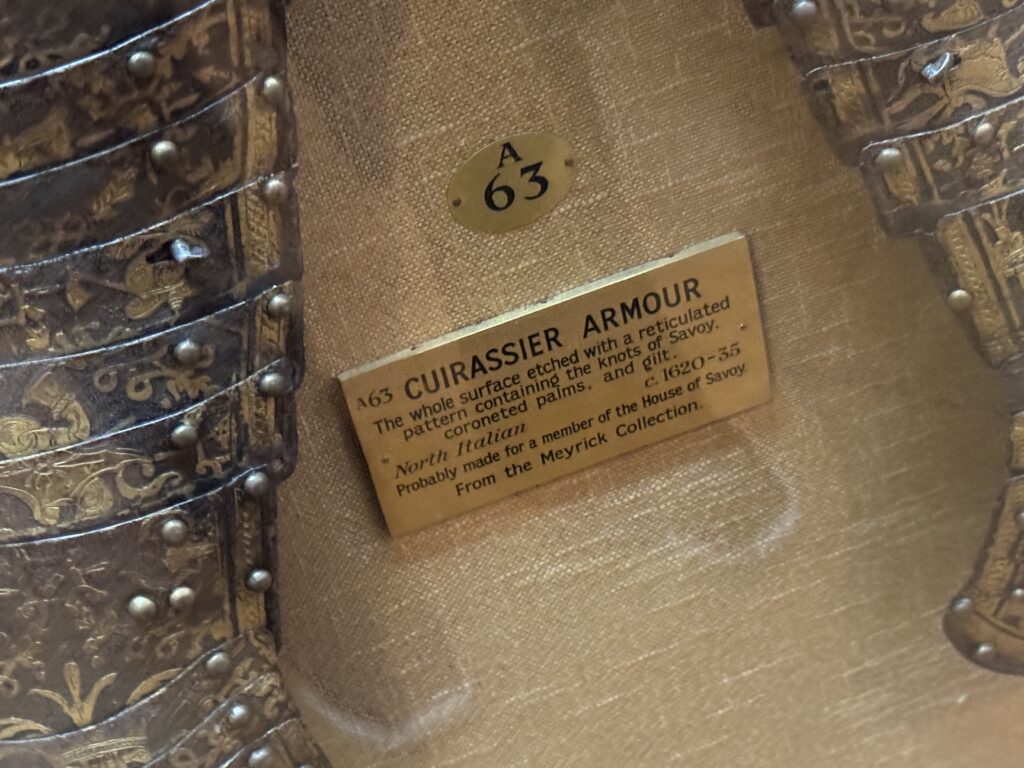 A
63
A63 CUIRASSIER ARMOUR
The whole surface etched with a reticulated
pattern containing the knots of Savoy.
coroneted palms. and gilt.
North Italian c. 1620-35
Probably made for a member of the House of Savoy.
From the Meyrick Collection.